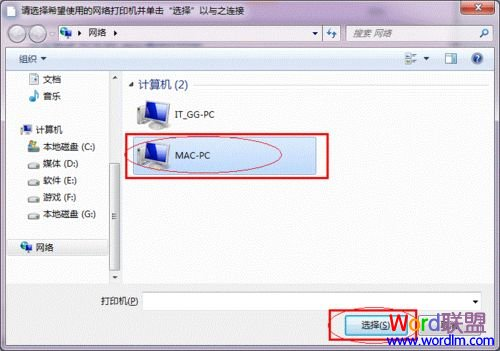 请选择希望使用的网络打印机并单击“选择”以与之连接
网络
搜索 网络
组织
文档
音乐
计算机
本地磁盘 (C:)
媒体 (D:)
软件 (E:)
游戏 (F:)
本地磁盘 (G:)
网络
计算机 (2)
IT_GG-PC
MAC-PC
打印机(P):
选择(S)
Word联盟
www.wordlm.com